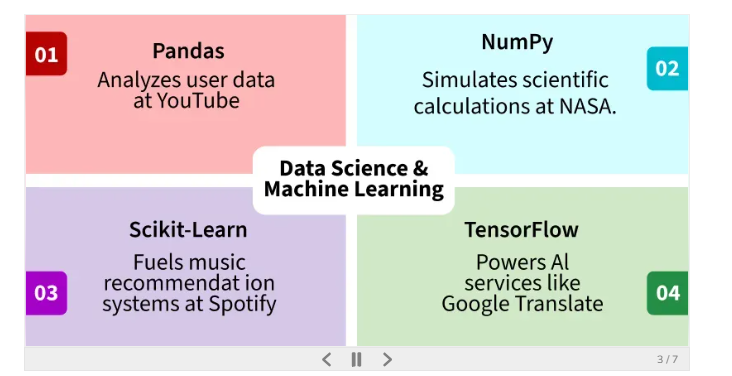 01
Pandas
Analyzes user data
at YouTube
NumPy
02
Simulates scientific
calculations at NASA.
Data Science &
Machine Learning
Scikit-Learn
Fuels music
recommendat ion
systems at Spotify
03
TensorFlow
Powers Al
services like
Google Translate
04
3 / 7